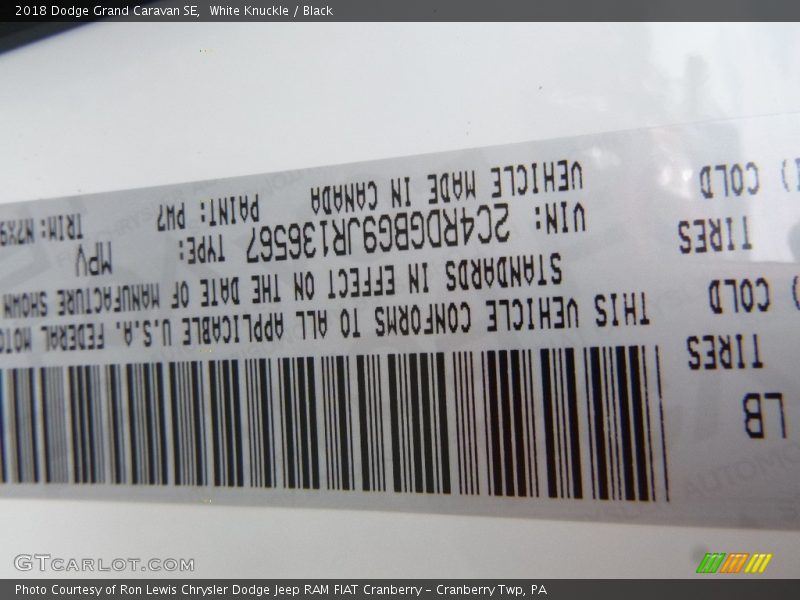 2018 Dodge Grand Caravan SE,  White Knuckle / Black
LB
TIRES
COLD
TIRES
COLD
THIS VEHICLE CONFORMS TO ALL APPLICABLE U.S.A. FEDERAL
STANDARDS IN EFFECT ON THE DATE OF MANUFACTURE SHOWN
VIN: 2C4RDGBG9JR136567 TYPE: MPV
VEHICLE MADE IN CANADA PAINT: PW7 TRIM:
GTCARLOT.COM
Photo Courtesy of Ron Lewis Chrysler Dodge Jeep RAM FIAT Cranberry – Cranberry Twp, PA